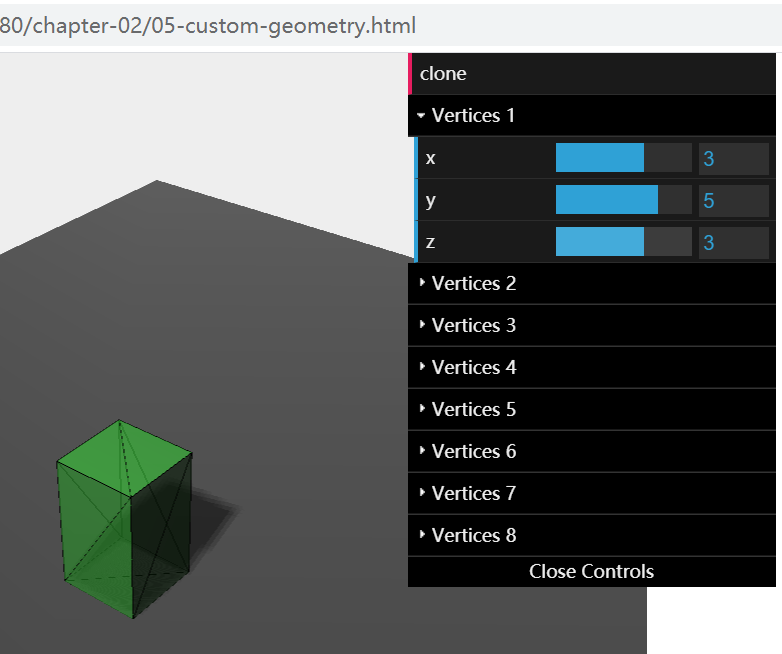 80/chapter-02/05-custom-geometry.html
clone
Vertices 1
x 3
y 5
z 3
Vertices 2
Vertices 3
Vertices 4
Vertices 5
Vertices 6
Vertices 7
Vertices 8
Close Controls